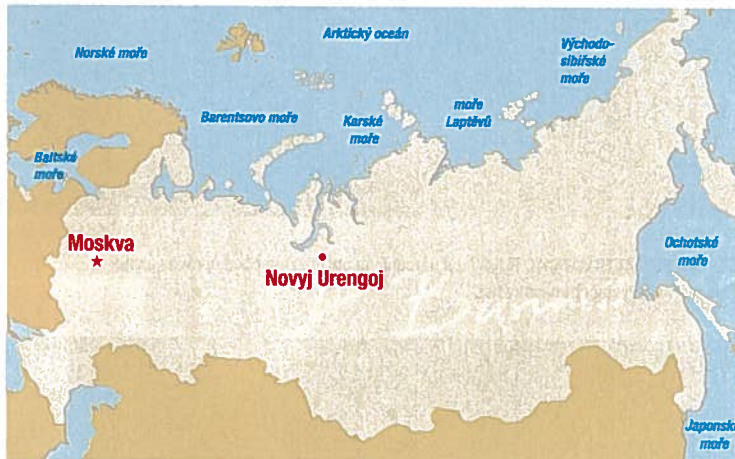 Arktický oceán
Norské moře
Východo-
sibiřské
moře
Barentsovo moře
Karské
moře
moře
Laptěvů
Baltské
moře
Moskva
Ochotské
moře
Novyj Urengoj
Japonské
moře